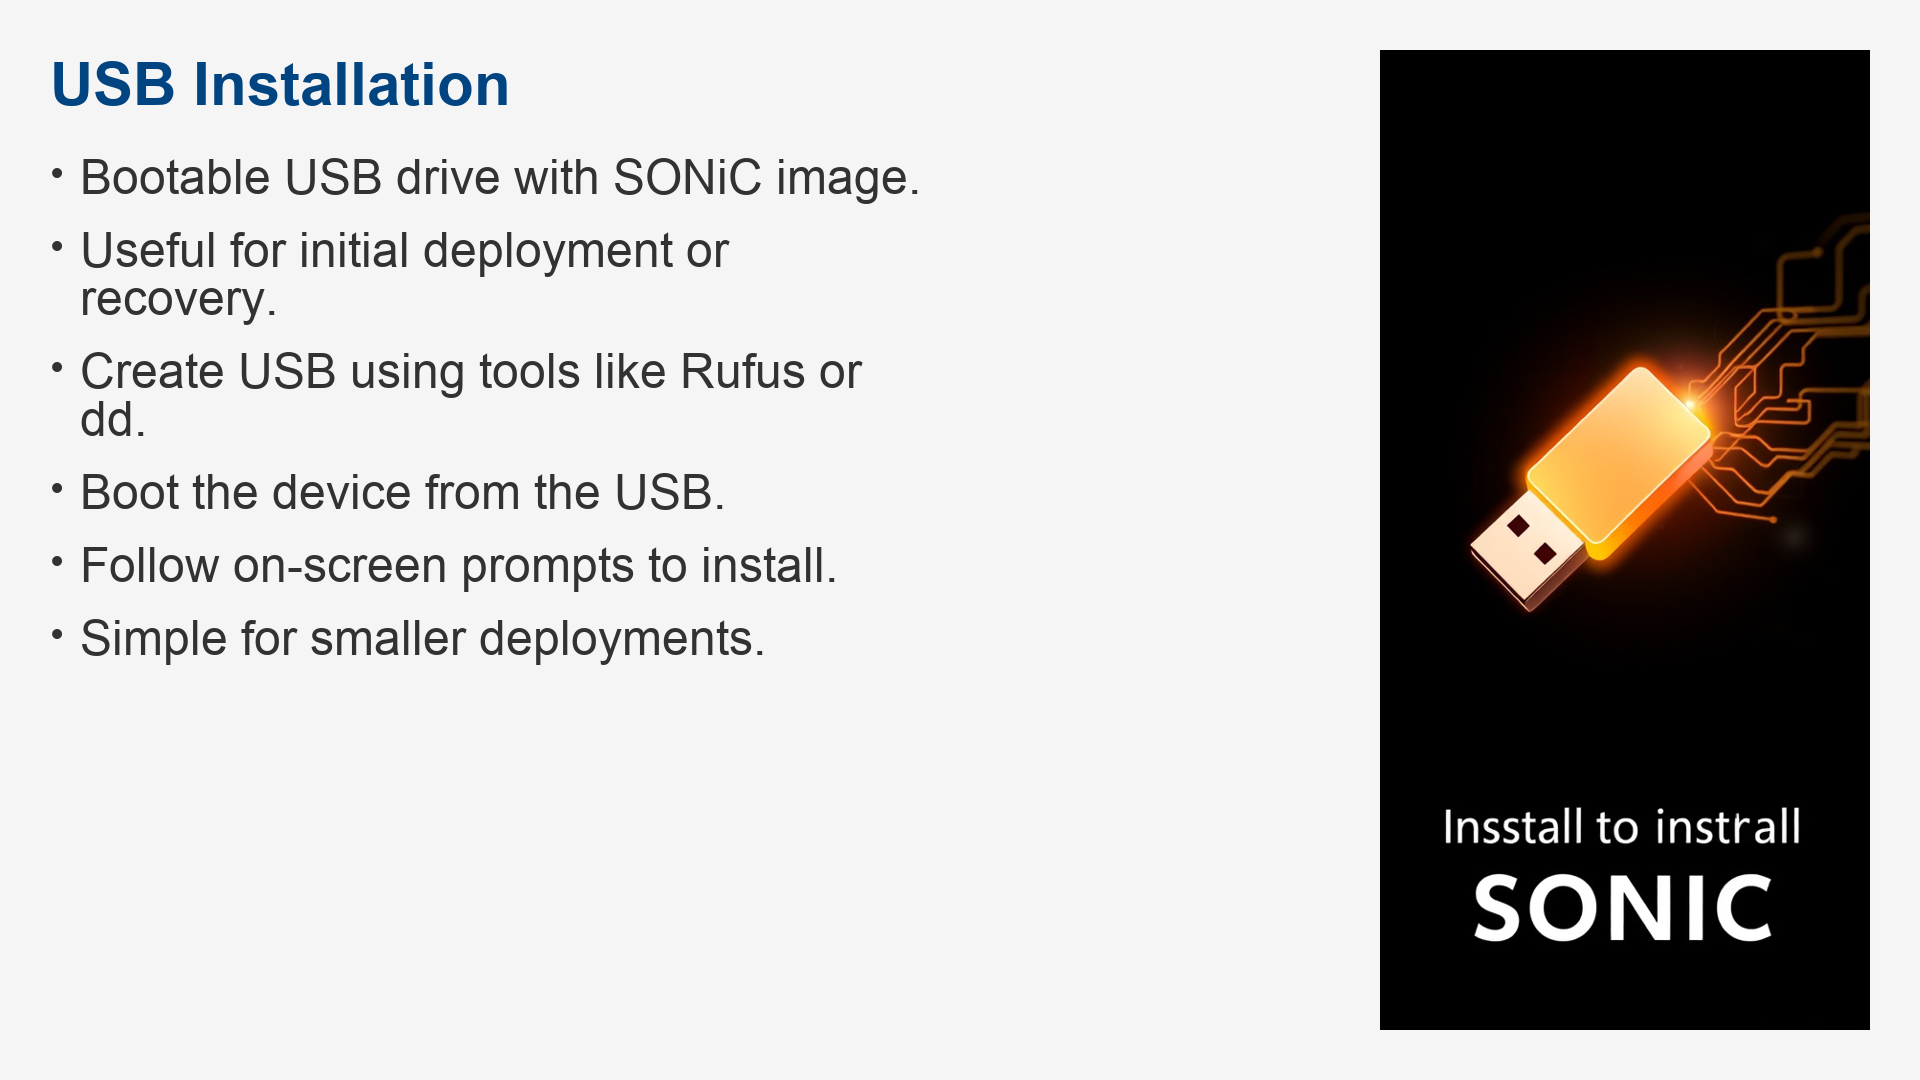 USB Installation
• Bootable USB drive with SONiC image.
• Useful for initial deployment or
recovery.
• Create USB using tools like Rufus or
dd.
• Boot the device from the USB.
• Follow on-screen prompts to install.
• Simple for smaller deployments.
Insstall to instrall
SONIC